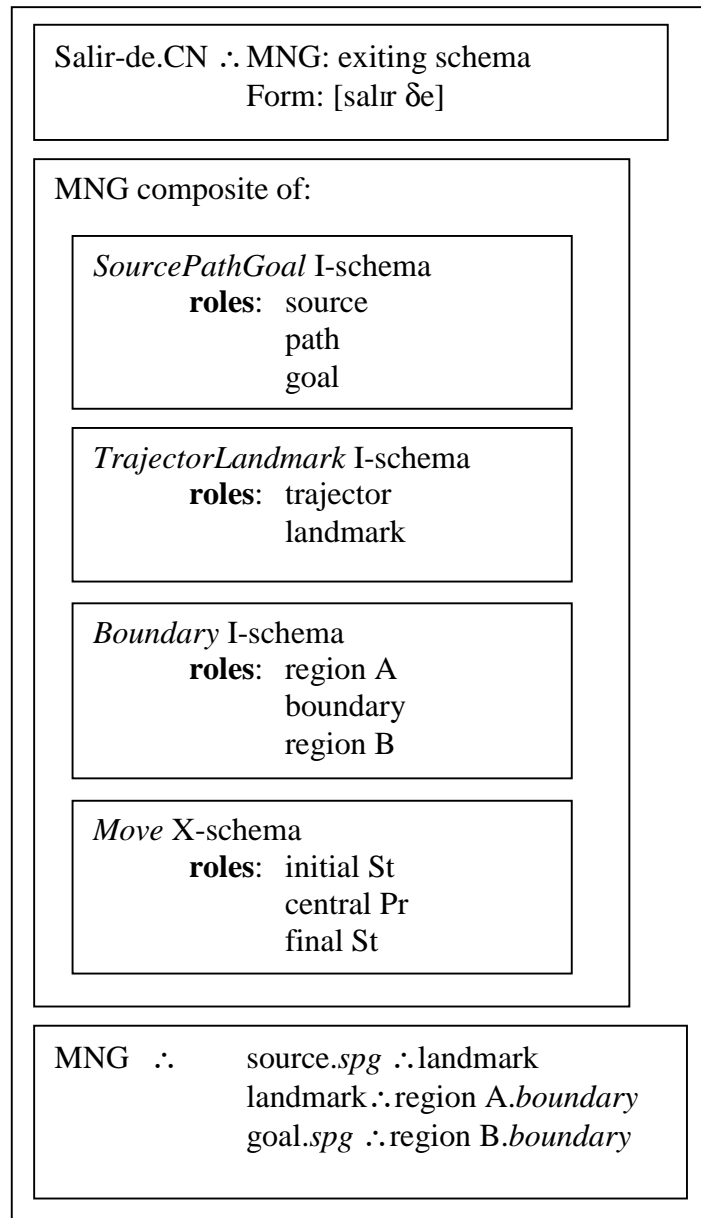 Salir-de.CN ∴ MNG: exiting schema
Form: [salɪr δe]
MNG composite of:
SourcePathGoal I-schema
roles: source
path
goal
TrajectorLandmark I-schema
roles: trajector
landmark
Boundary I-schema
roles: region A
boundary
region B
Move X-schema
roles: initial St
central Pr
final St
MNG ∴ source.spg ∴landmark
landmark∴region A.boundary
goal.spg ∴region B.boundary